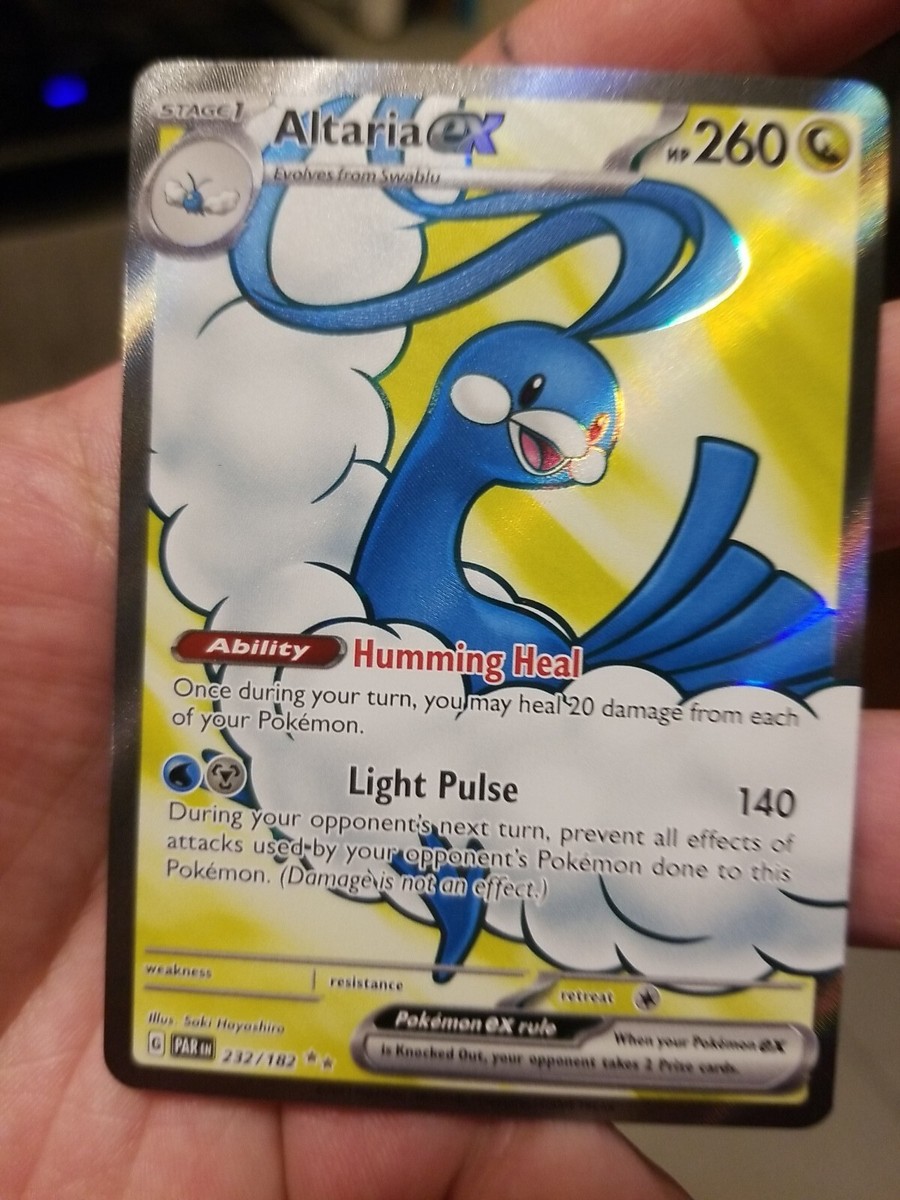 STAGE1
Altaria ex
HP 260
Evolves from Swablu
Ability Humming Heal
Once during your turn, you may heal 20 damage from each
of your Pokémon.
Light Pulse 140
During your opponent's next turn, prevent all effects of
attacks used by your opponent's Pokémon done to this
Pokémon. (Damage is not an effect.)
weakness
resistance
retreat
Illus. Saki Hayashiro
Pokémon ex rule
When your Pokémon ex
is Knocked Out, your opponent takes 2 Prize cards.
G PAR EN 232/182